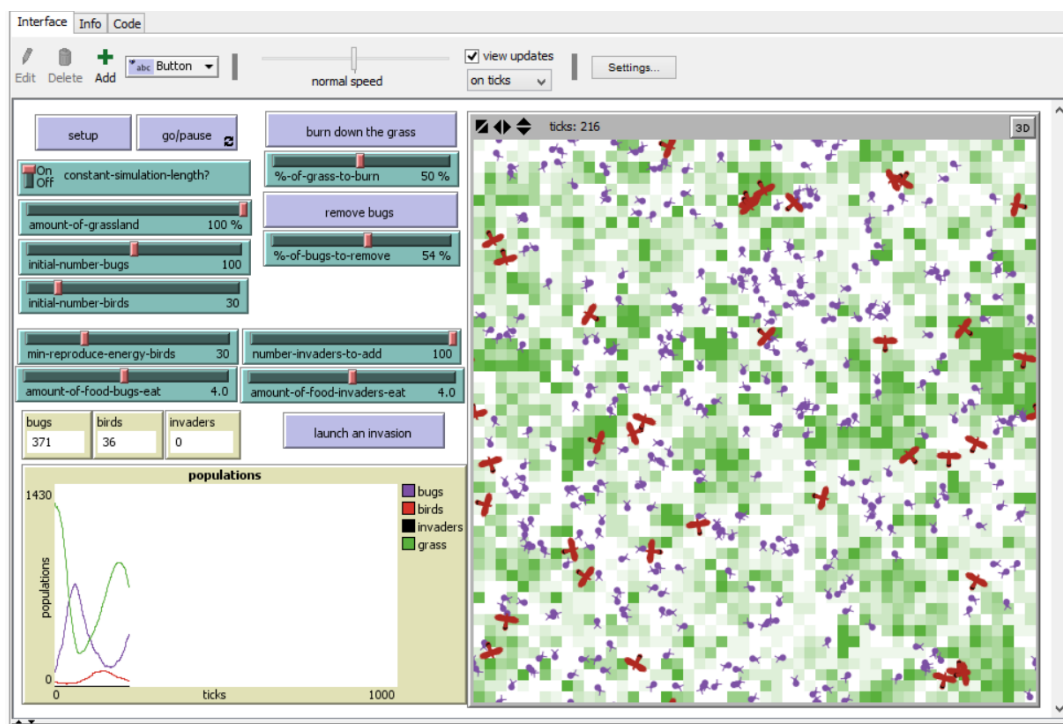 Interface Info Code
Edit Delete Add
abc Button
normal speed
view updates
on ticks
Settings...
setup
go/pause
On
Off
constant-simulation-length?
amount-of-grassland 100 %
initial-number-bugs 100
initial-number-birds 30
burn down the grass
%-of-grass-to-burn 50 %
remove bugs
%-of-bugs-to-remove 54 %
min-reproduce-energy-birds 30
number-invaders-to-add 100
amount-of-food-bugs-eat 4.0
amount-of-food-invaders-eat 4.0
bugs
371
birds
36
invaders
0
launch an invasion
populations
1430
populations
0
0
ticks
1000
bugs
birds
invaders
grass
ticks: 216
3D